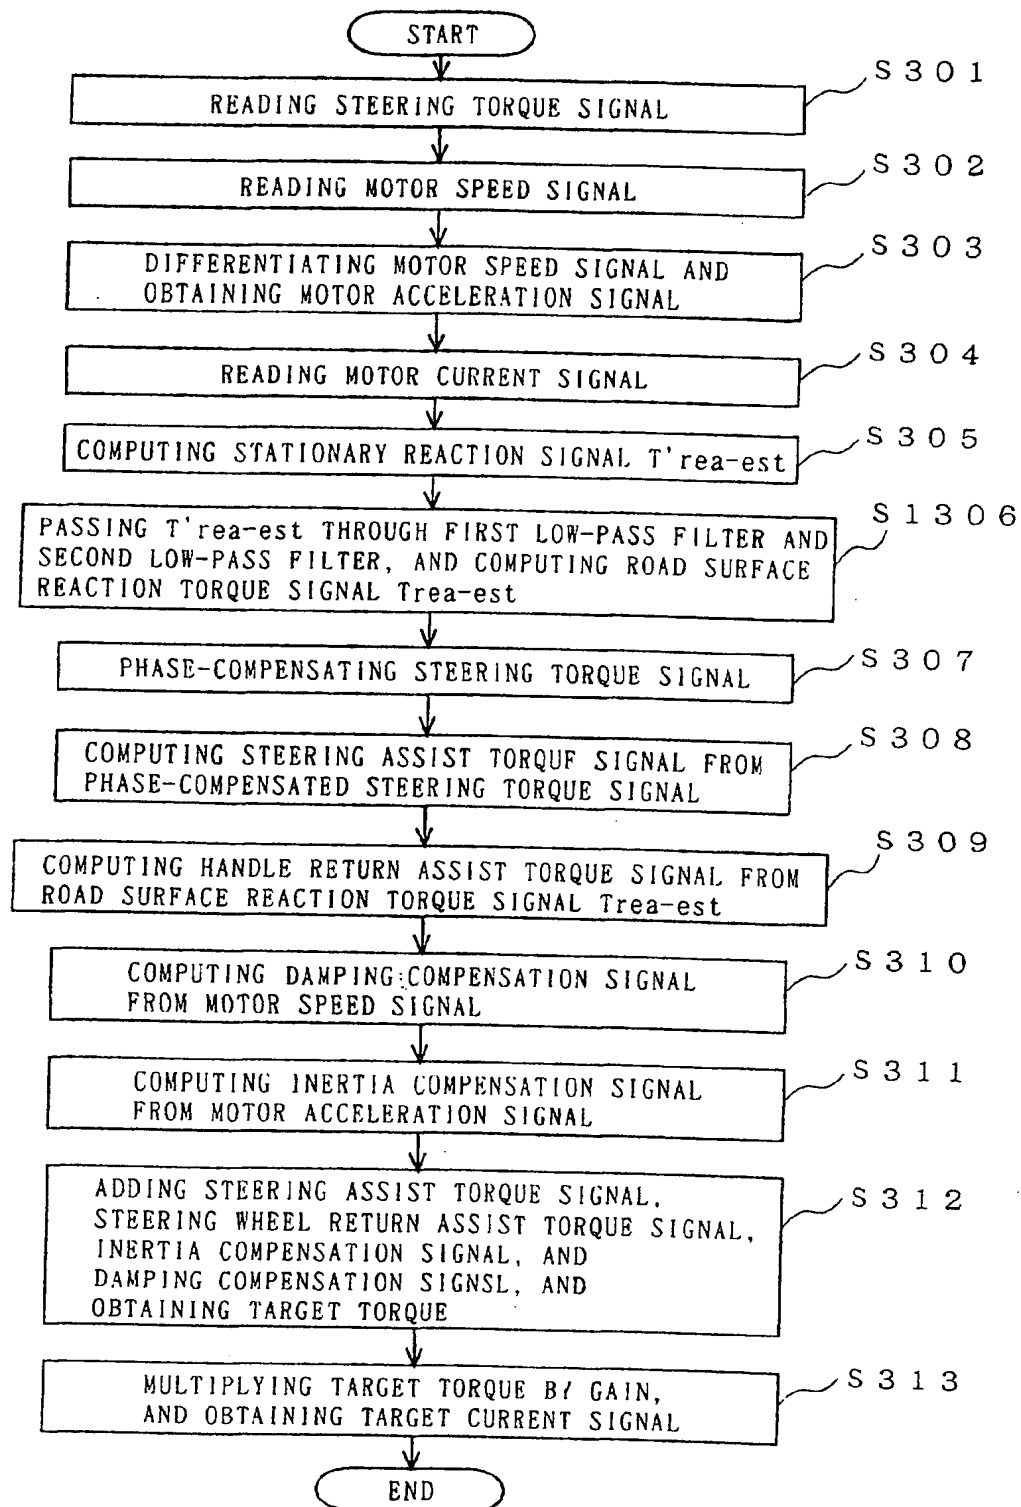 START
S301
READING STEERING TORQUE SIGNAL
S302
READING MOTOR SPEED SIGNAL
S303
DIFFERENTIATING MOTOR SPEED SIGNAL AND
OBTAINING MOTOR ACCELERATION SIGNAL
S304
READING MOTOR CURRENT SIGNAL
S305
COMPUTING STATIONARY REACTION SIGNAL T'rea-est
S1306
PASSING T'rea-est THROUGH FIRST LOW-PASS FILTER AND
SECOND LOW-PASS FILTER, AND COMPUTING ROAD SURFACE
REACTION TORQUE SIGNAL Trea-est
S307
PHASE-COMPENSATING STEERING TORQUE SIGNAL
S308
COMPUTING STEERING ASSIST TORQUF SIGNAL FROM
PHASE-COMPENSATED STEERING TORQUE SIGNAL
S309
COMPUTING HANDLE RETURN ASSIST TORQUE SIGNAL FROM
ROAD SURFACE REACTION TORQUE SIGNAL Trea-est
S310
COMPUTING DAMPING COMPENSATION SIGNAL
FROM MOTOR SPEED SIGNAL
S311
COMPUTING INERTIA COMPENSATION SIGNAL
FROM MOTOR ACCELERATION SIGNAL
S312
ADDING STEERING ASSIST TORQUE SIGNAL,
STEERING WHEEL RETURN ASSIST TORQUE SIGNAL,
INERTIA COMPENSATION SIGNAL, AND
DAMPING COMPENSATION SIGNSL, AND
OBTAINING TARGET TORQUE
S313
MULTIPLYING TARGET TORQUE BY GAIN,
AND OBTAINING TARGET CURRENT SIGNAL
END